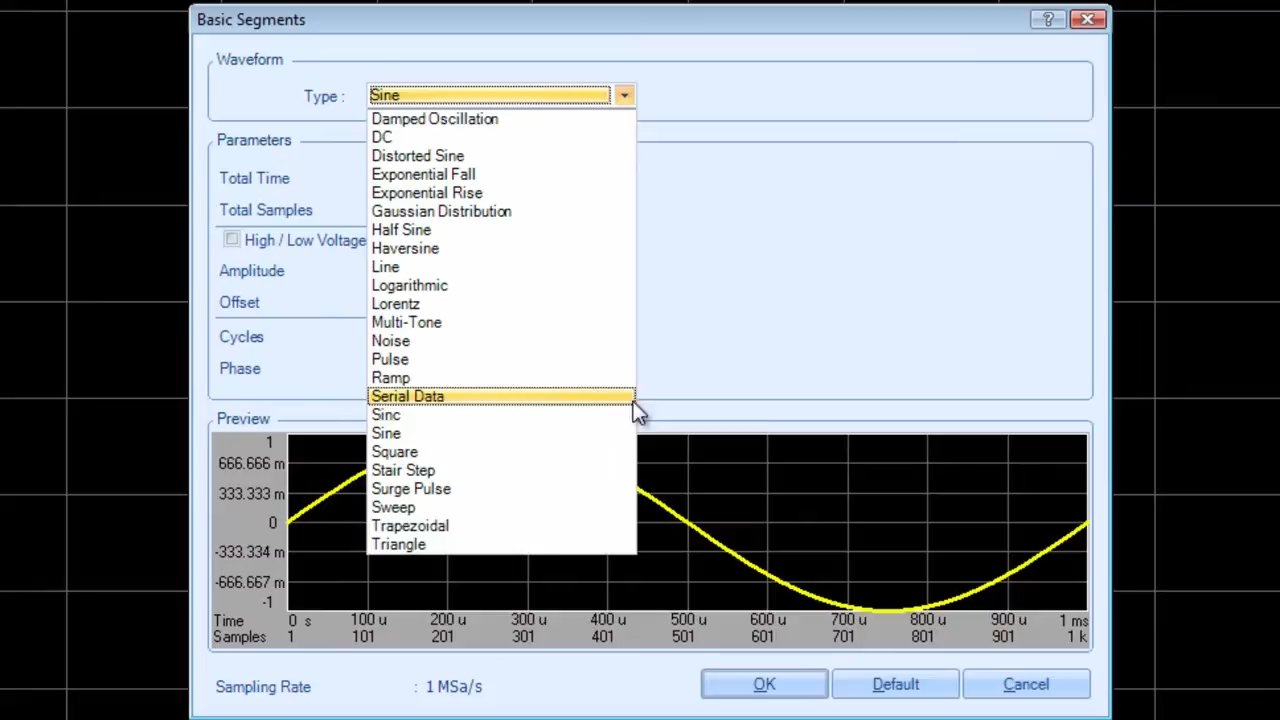 Basic Segments
?
Waveform
Type :
Sine
Damped Oscillation
DC
Distorted Sine
Exponential Fall
Exponential Rise
Gaussian Distribution
Half Sine
Haversine
Line
Logarithmic
Lorentz
Multi-Tone
Noise
Pulse
Ramp
Serial Data
Sinc
Sine
Square
Stair Step
Surge Pulse
Sweep
Trapezoidal
Triangle
Parameters
Total Time
Total Samples
High / Low Voltage
Amplitude
Offset
Cycles
Phase
Preview
1
666.666 m
333.333 m
0
-333.334 m
-666.667 m
-1
Time 0 s 100 u 200 u 300 u 400 u 500 u 600 u 700 u 800 u 900 u 1 ms
Samples 1 101 201 301 401 501 601 701 801 901 1 k
Sampling Rate : 1 MSa/s
OK Default Cancel